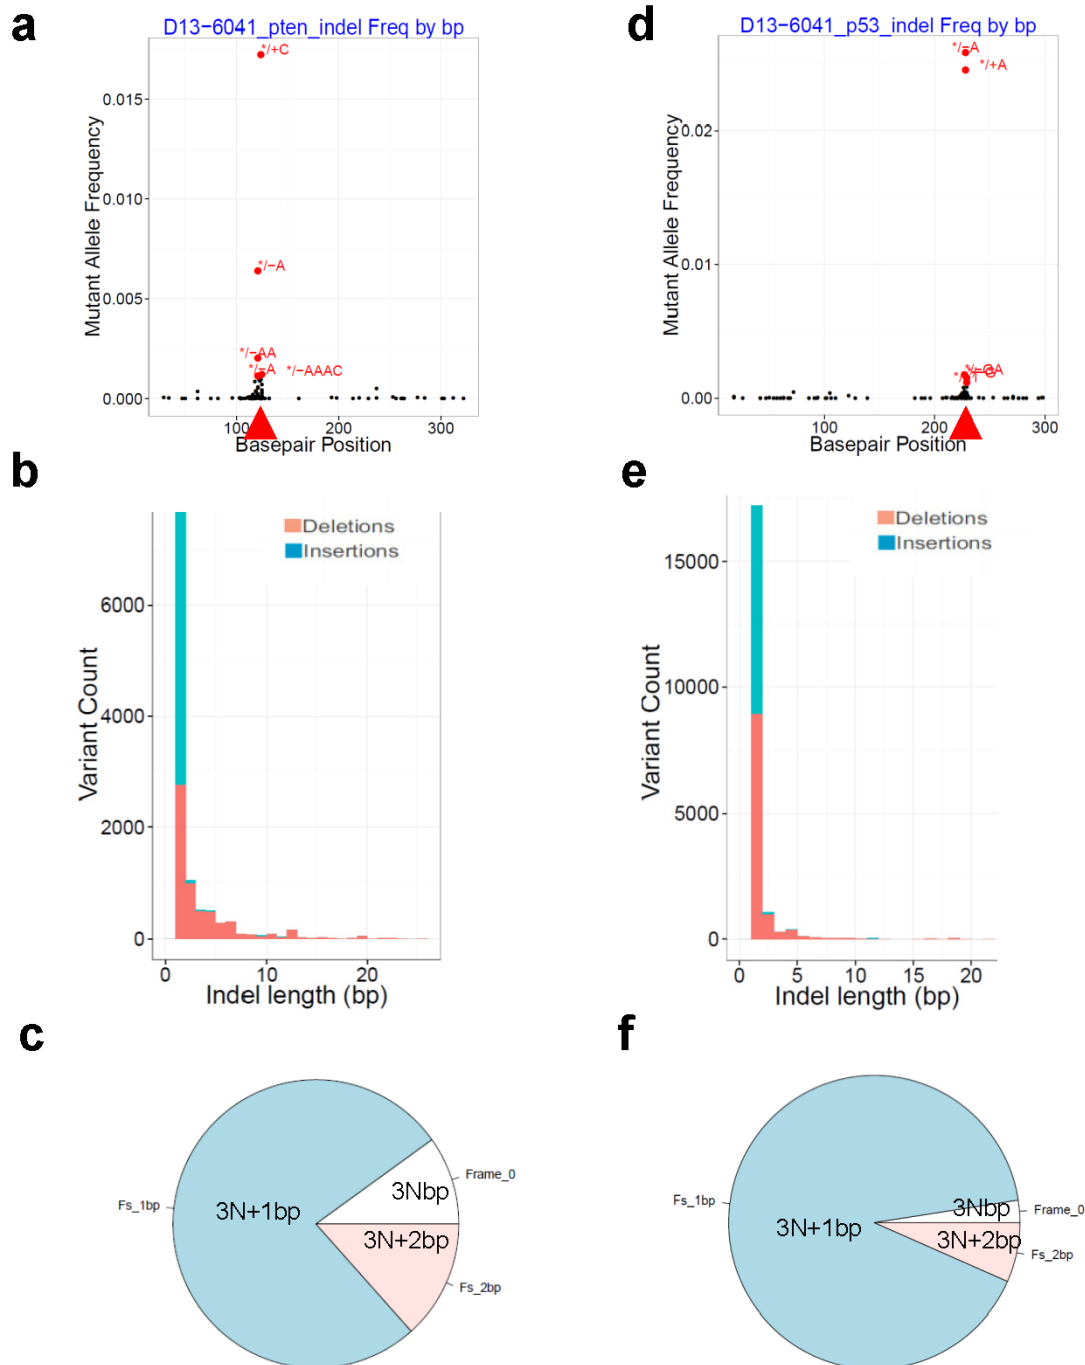 a
D13-6041_pten_indel Freq by bp
*/+C
0.015
0.010
*/−A
0.005
*/−AA
*/−A
*/−AAAC
0.000
100
200
300
Mutant Allele Frequency
Basepair Position
d
D13-6041_p53_indel Freq by bp
*/−A
*/+A
0.02
0.01
0.00
100
200
300
Mutant Allele Frequency
Basepair Position
b
Deletions
Insertions
6000
4000
2000
0
0
10
20
Variant Count
Indel length (bp)
e
Deletions
Insertions
15000
10000
5000
0
0
5
10
15
20
Variant Count
Indel length (bp)
c
Fs_1bp
3N+1bp
3Nbp
Frame_0
3N+2bp
Fs_2bp
f
Fs_1bp
3N+1bp
3Nbp
Frame_0
3N+2bp
Fs_2bp